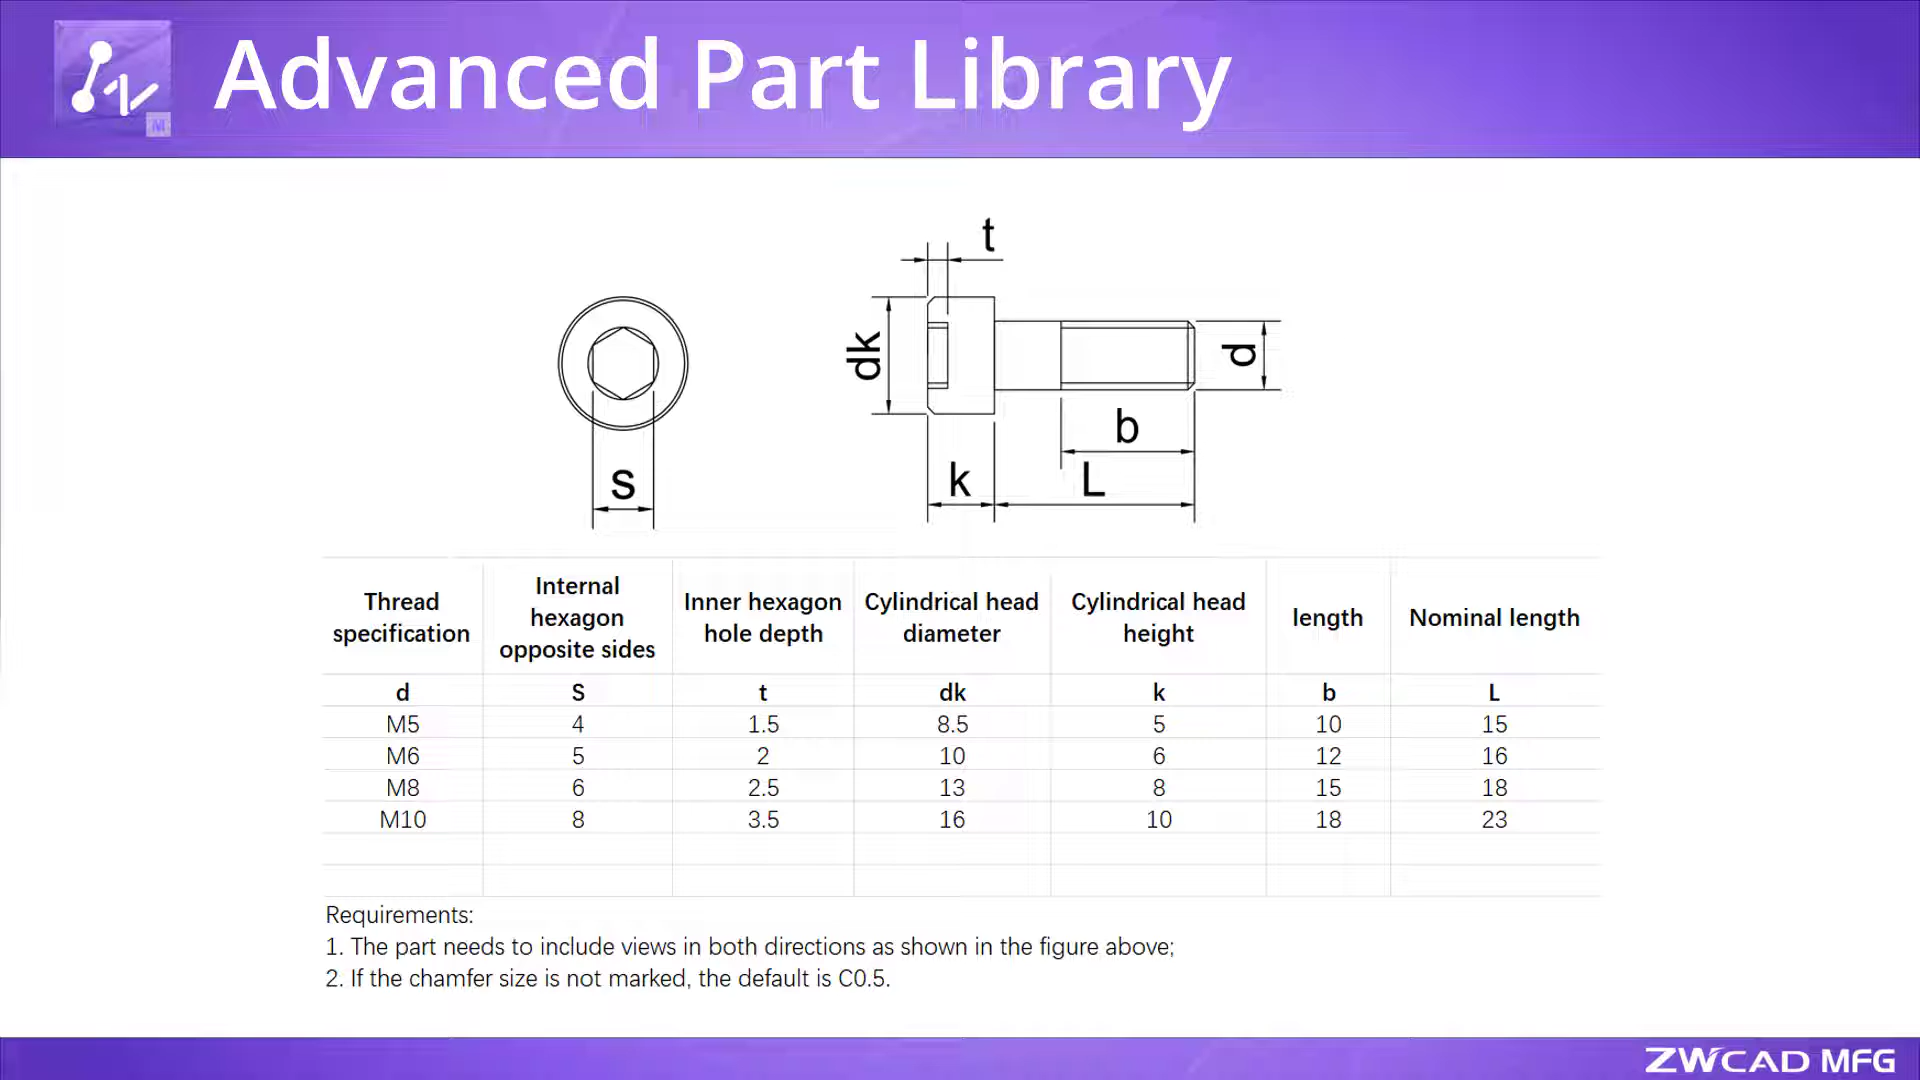 Advanced Part Library
M
t
dk
d
b
s
k
L
Thread specification | Internal hexagon opposite sides | Inner hexagon hole depth | Cylindrical head diameter | Cylindrical head height | length | Nominal length
d | S | t | dk | k | b | L
M5 | 4 | 1.5 | 8.5 | 5 | 10 | 15
M6 | 5 | 2 | 10 | 6 | 12 | 16
M8 | 6 | 2.5 | 13 | 8 | 15 | 18
M10 | 8 | 3.5 | 16 | 10 | 18 | 23
Requirements:
1. The part needs to include views in both directions as shown in the figure above;
2. If the chamfer size is not marked, the default is C0.5.
ZWCAD MFG